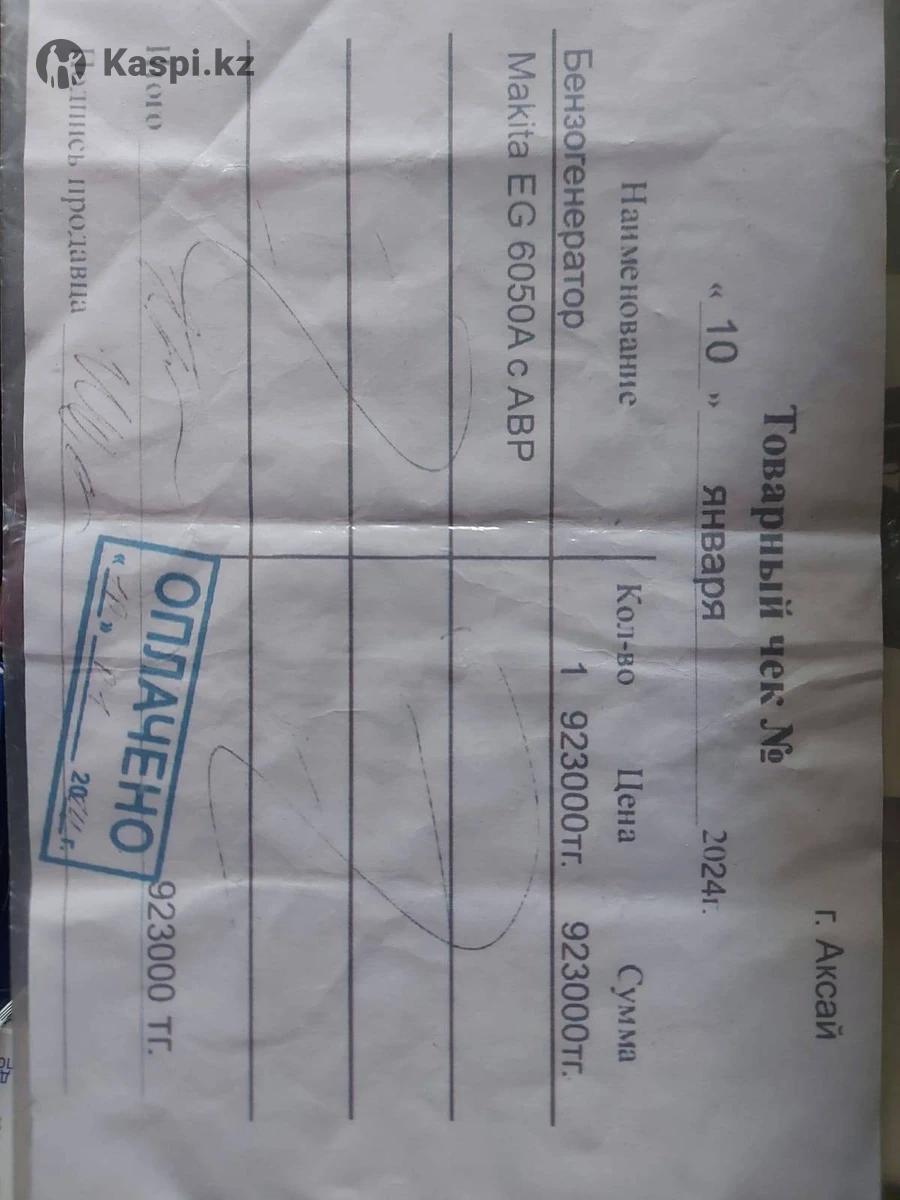 Kaspi.kz
г. Аксай
Товарный чек №
« 10 » января 2024г.
Наименование Кол-во Цена Сумма
Бензогенератор 1 923000тг. 923000тг.
Makita EG 6050A с АВР
Итого 923000 тг.
Подпись продавца
ОПЛАЧЕНО
« » 20 г.